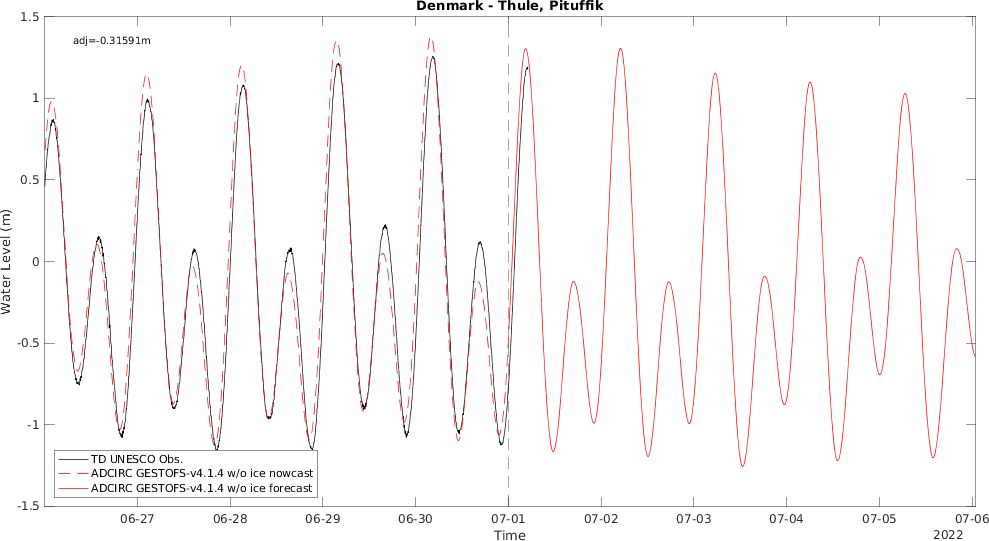 Denmark - Thule, Pituffik
adj=-0.31591m
1.5
1
0.5
0
-0.5
-1
-1.5
Water Level (m)
TD UNESCO Obs.
ADCIRC GESTOFS-v4.1.4 w/o ice nowcast
ADCIRC GESTOFS-v4.1.4 w/o ice forecast
06-27 06-28 06-29 06-30 07-01 07-02 07-03 07-04 07-05 07-06
Time
2022